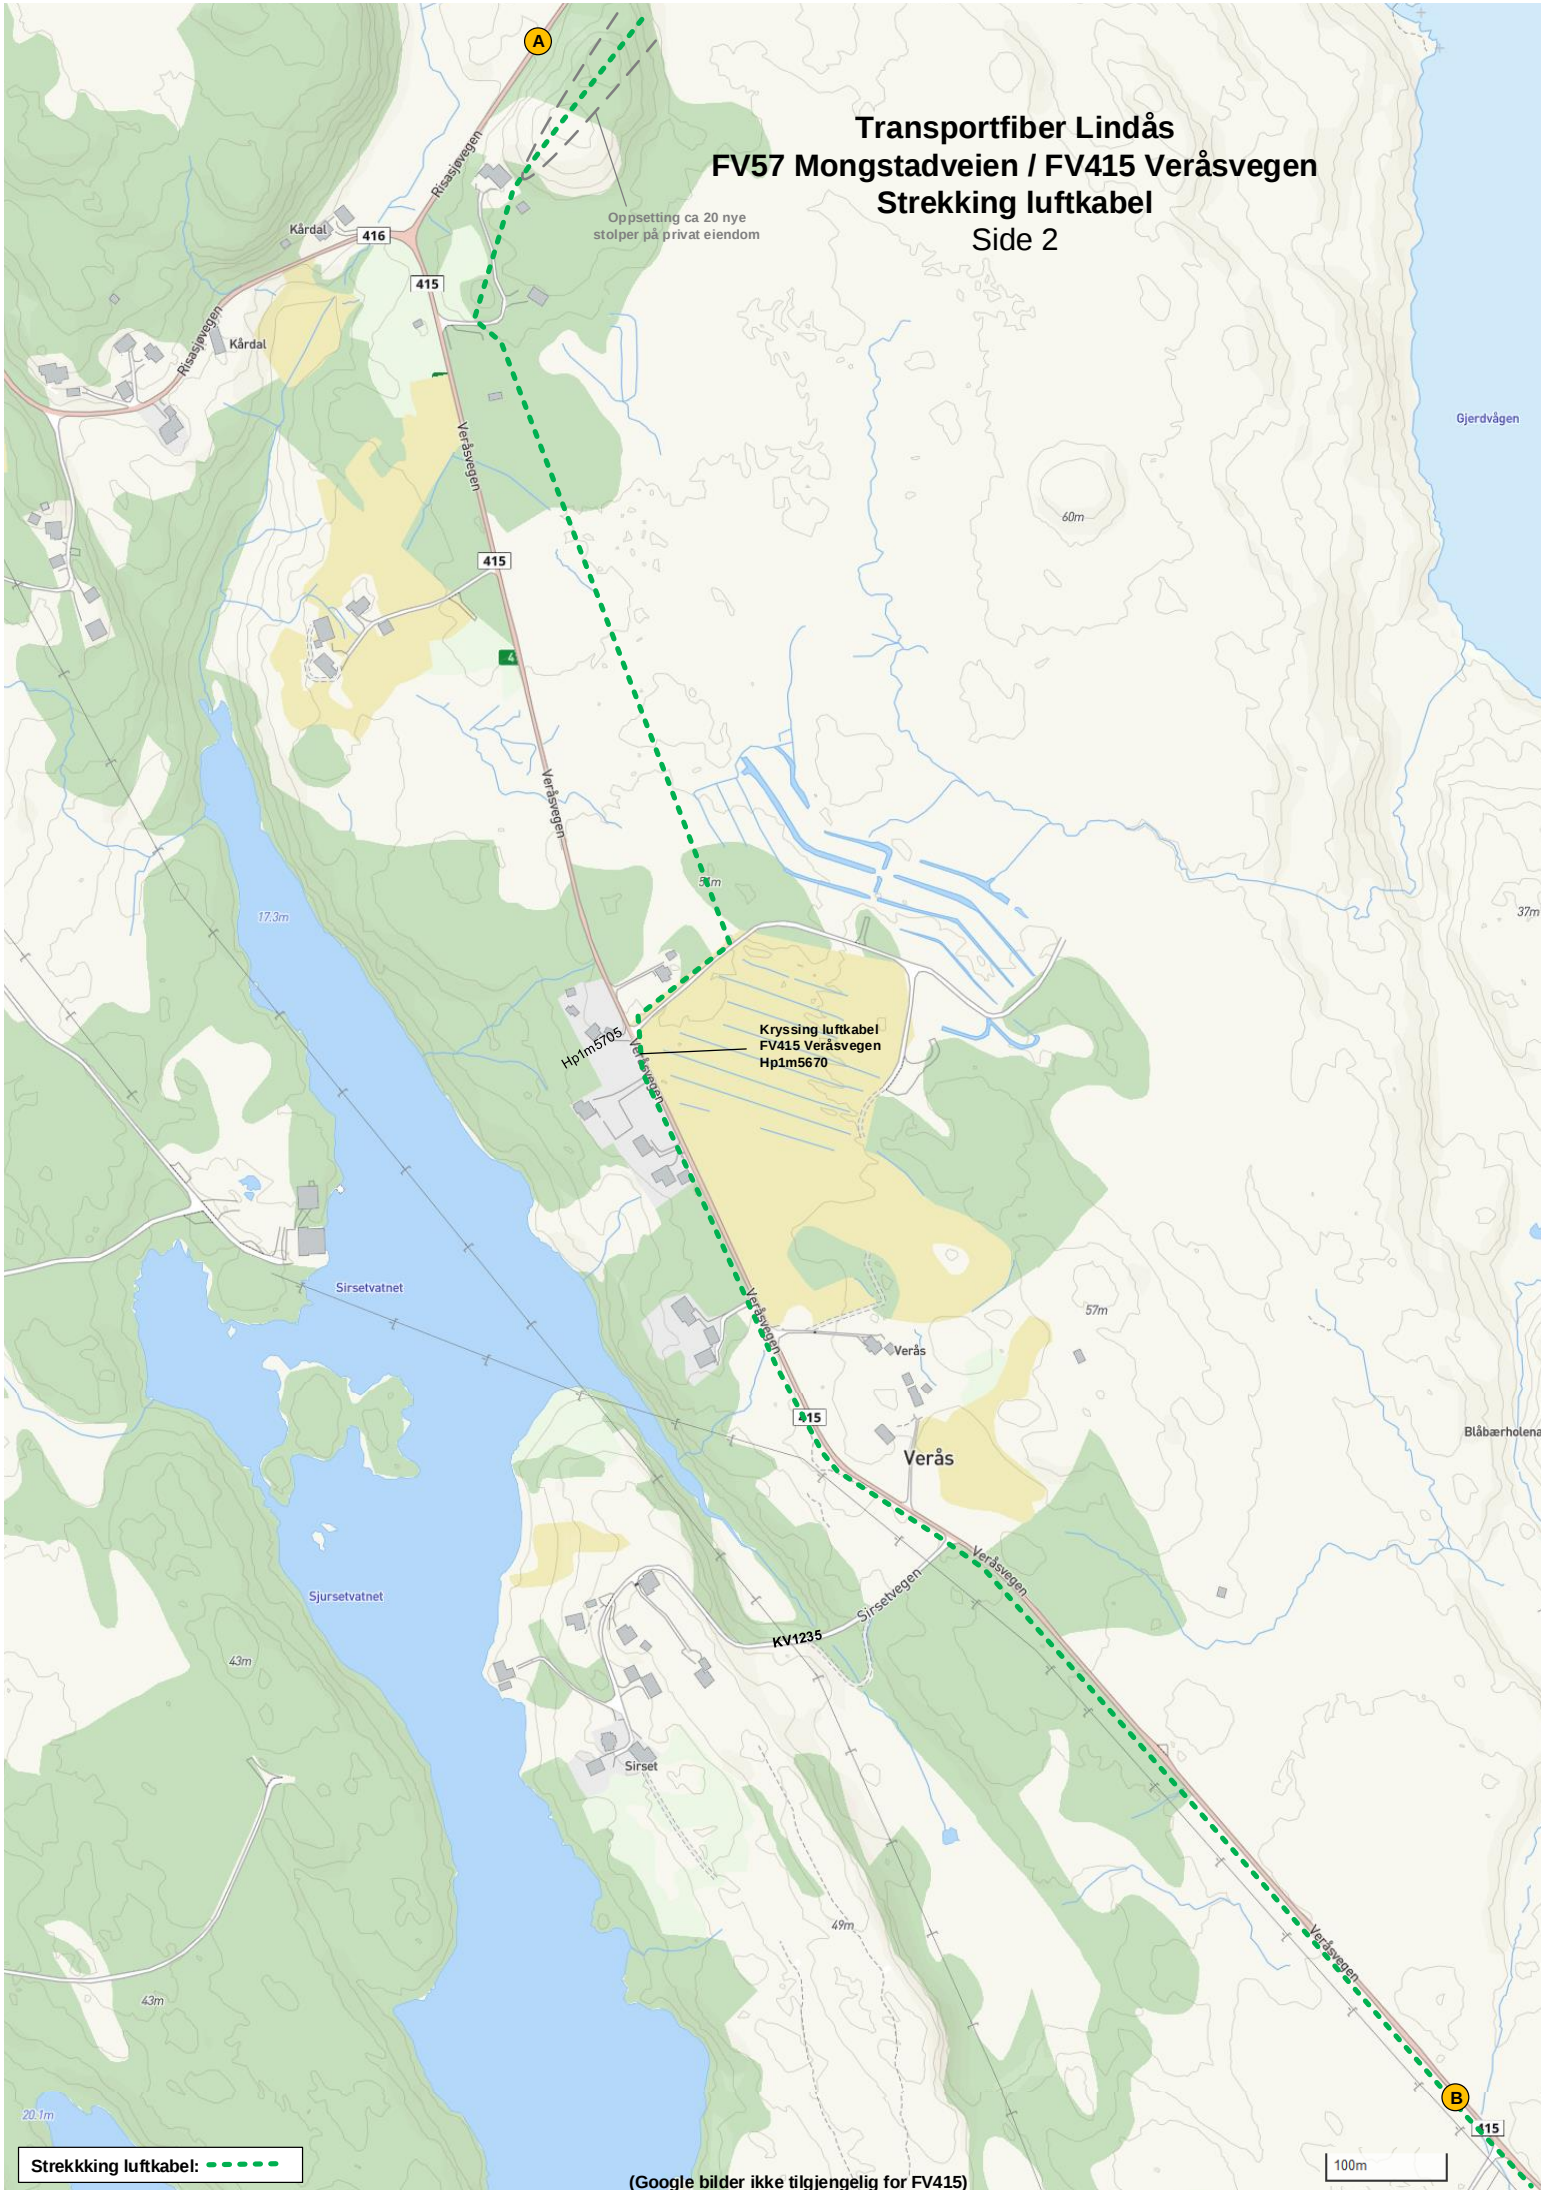 A
Transportfiber Lindås
FV57 Mongstadveien / FV415 Veråsvegen
Strekking luftkabel
Side 2
Risasjøvegen
Oppsetting ca 20 nye
stolper på privat eiendom
Kårdal
416
415
Risasjøvegen
Kårdal
Gjerdvågen
Veråsvegen
60m
415
4
Veråsvegen
51m
17.3m
37m
Hp1m5705
Kryssing luftkabel
FV415 Veråsvegen
Hp1m5670
Veråsvegen
Sirsetvatnet
57m
Veråsvegen
Verås
415
Blåbærholena
Verås
Veråsvegen
Sjursetvatnet
Sirsetvegen
KV1235
43m
Sirset
49m
Veråsvegen
43m
B
20.1m
415
Strekkking luftkabel:
100m
(Google bilder ikke tilgjengelig for FV415)